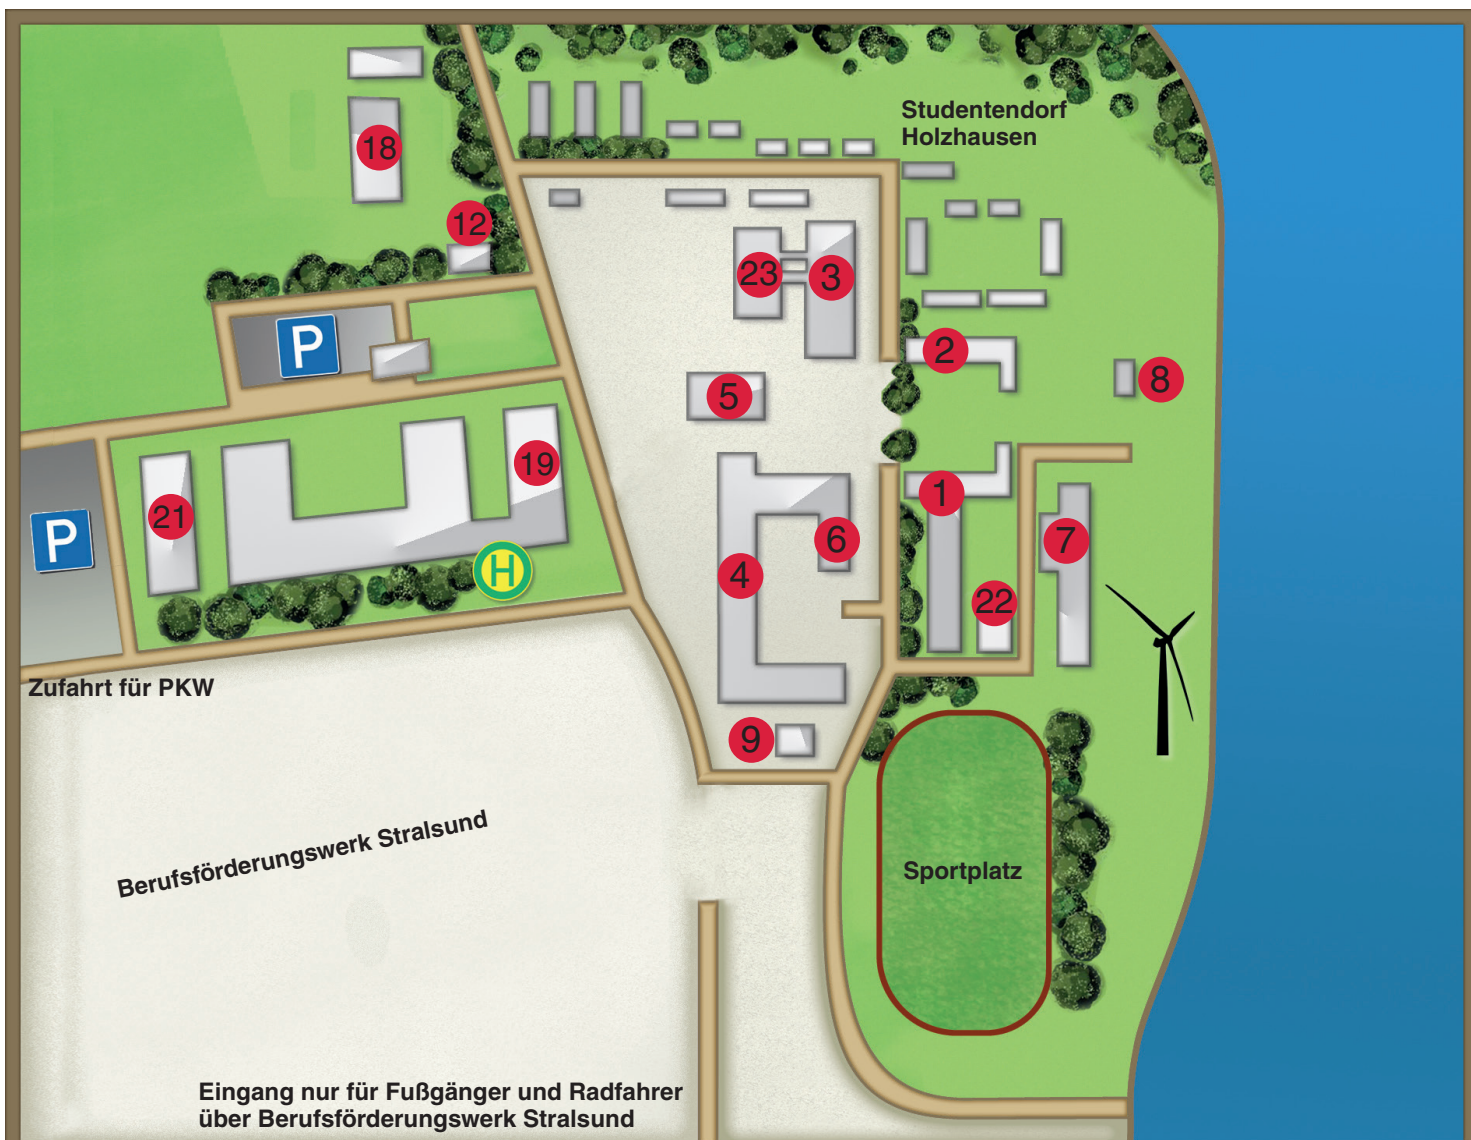 Studentendorf
Holzhausen
18
12
23
3
2
8
5
19
21
1
6
7
4
22
9
P
P
H
Zufahrt für PKW
Berufsförderungswerk Stralsund
Sportplatz
Eingang nur für Fußgänger und Radfahrer
über Berufsförderungswerk Stralsund